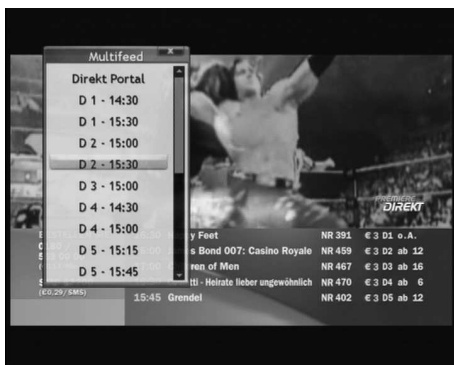 Multifeed
x
Direkt Portal
D 1 - 14:30
D 1 - 15:30
D 2 - 15:00
D 2 - 15:30
D 3 - 15:00
D 4 - 14:30
D 4 - 15:00
D 5 - 15:15
D 5 - 15:45
PREMIERE
DIREKT
Feet NR 391 € 3 D1 o.A.
Bond 007: Casino Royale NR 459 € 3 D2 ab 12
of Men NR 467 € 3 D3 ab 16
- Heirate lieber ungewöhnlich NR 470 € 3 D4 ab 6
(€0,29/SMS)
15:45 Grendel NR 402 € 3 D5 ab 12